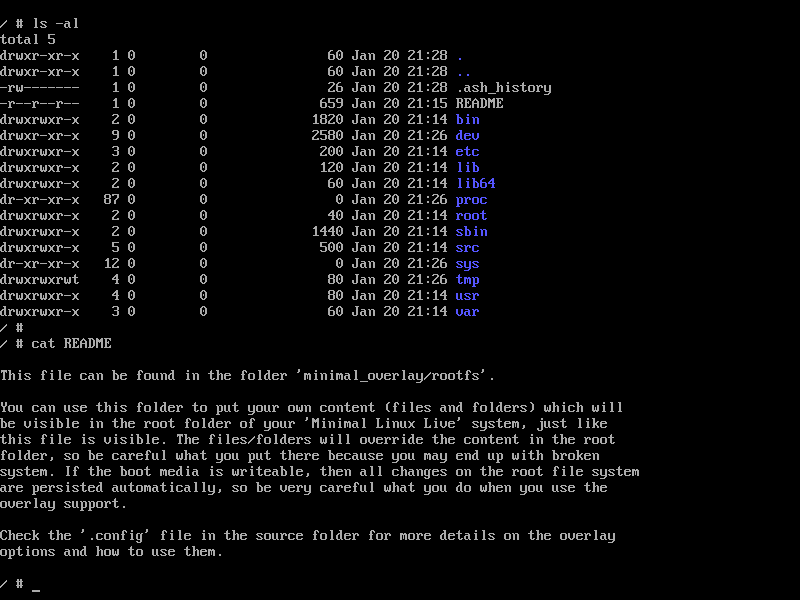 / # ls -al
total 5
drwxr-xr-x    1 0        0               60 Jan 20 21:28 .
drwxr-xr-x    1 0        0               60 Jan 20 21:28 ..
-rw-------    1 0        0               26 Jan 20 21:28 .ash_history
-r--r--r--    1 0        0              659 Jan 20 21:15 README
drwxrwxr-x    2 0        0             1820 Jan 20 21:14 bin
drwxr-xr-x    9 0        0             2580 Jan 20 21:26 dev
drwxrwxr-x    3 0        0              200 Jan 20 21:14 etc
drwxrwxr-x    2 0        0              120 Jan 20 21:14 lib
drwxrwxr-x    2 0        0               60 Jan 20 21:14 lib64
dr-xr-xr-x   87 0        0                0 Jan 20 21:26 proc
drwxrwxr-x    2 0        0               40 Jan 20 21:14 root
drwxrwxr-x    2 0        0             1440 Jan 20 21:14 sbin
drwxrwxr-x    5 0        0              500 Jan 20 21:14 src
dr-xr-xr-x   12 0        0                0 Jan 20 21:26 sys
drwxrwxrwt    4 0        0               80 Jan 20 21:26 tmp
drwxrwxr-x    4 0        0               80 Jan 20 21:14 usr
drwxrwxr-x    3 0        0               60 Jan 20 21:14 var
/ #
/ # cat README
This file can be found in the folder 'minimal_overlay/rootfs'.
You can use this folder to put your own content (files and folders) which will
be visible in the root folder of your 'Minimal Linux Live' system, just like
this file is visible. The files/folders will override the content in the root
folder, so be careful what you put there because you may end up with broken
system. If the boot media is writeable, then all changes on the root file system
are persisted automatically, so be very careful what you do when you use the
overlay support.
Check the '.config' file in the source folder for more details on the overlay
options and how to use them.
/ # _